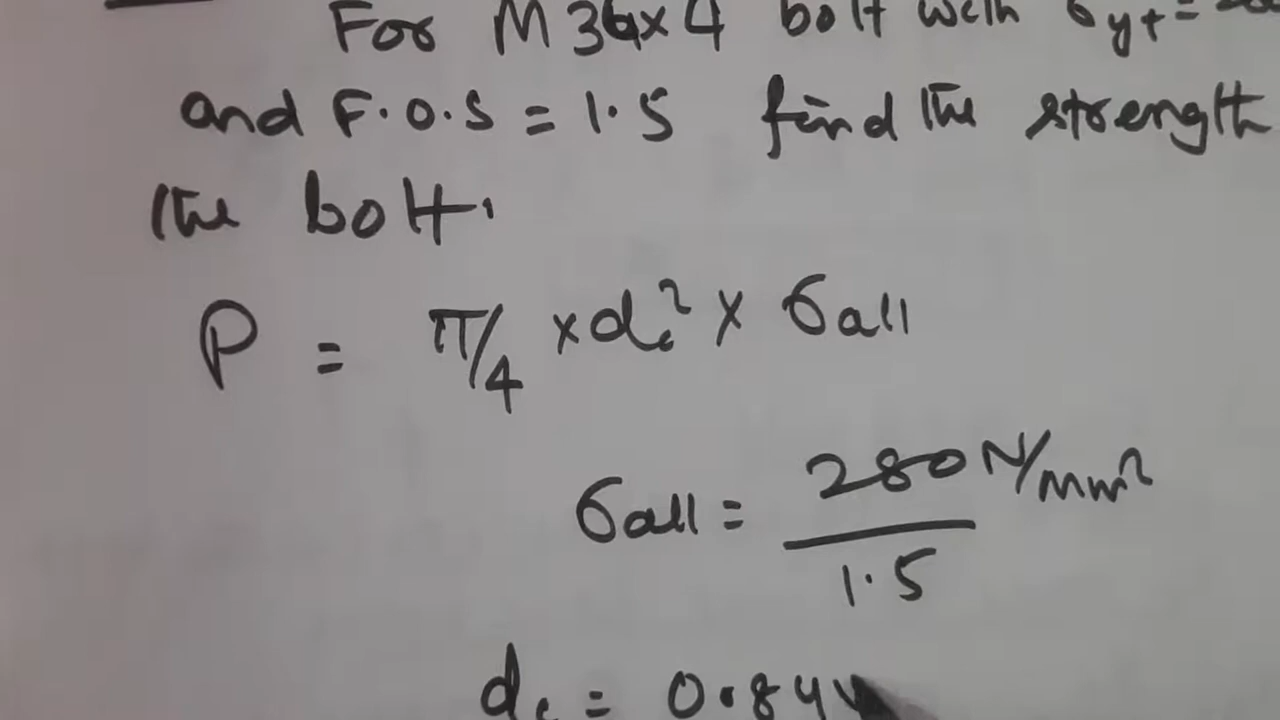 For M36x4 bolt with σyt =
and F.O.S = 1.5 find the strength
the bolt.
P = π/4 × dc² × σall
σall = 280 N/mm² / 1.5
dc = 0.84